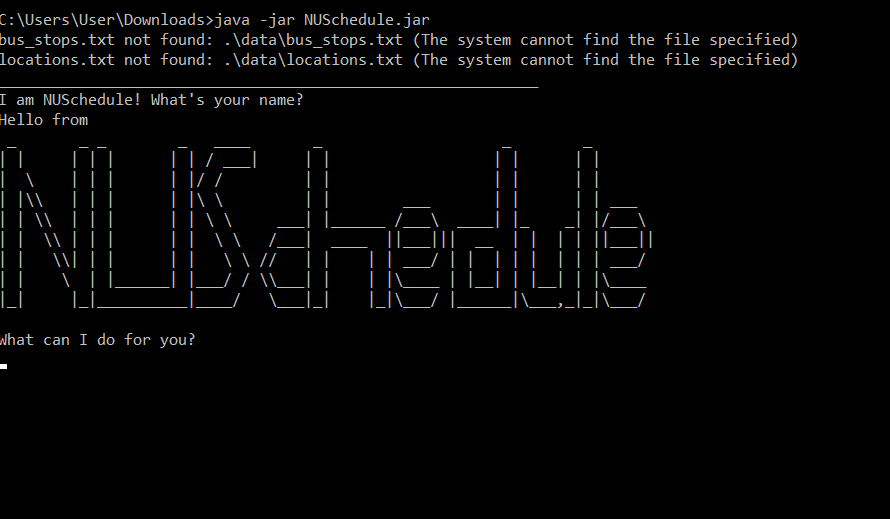 C:\Users\User\Downloads>java -jar NUSchedule.jar
bus_stops.txt not found: .\data\bus_stops.txt (The system cannot find the file specified)
locations.txt not found: .\data\locations.txt (The system cannot find the file specified)
____________________________________________________________
I am NUSchedule! What's your name?
Hello from
NUSchedule
What can I do for you?